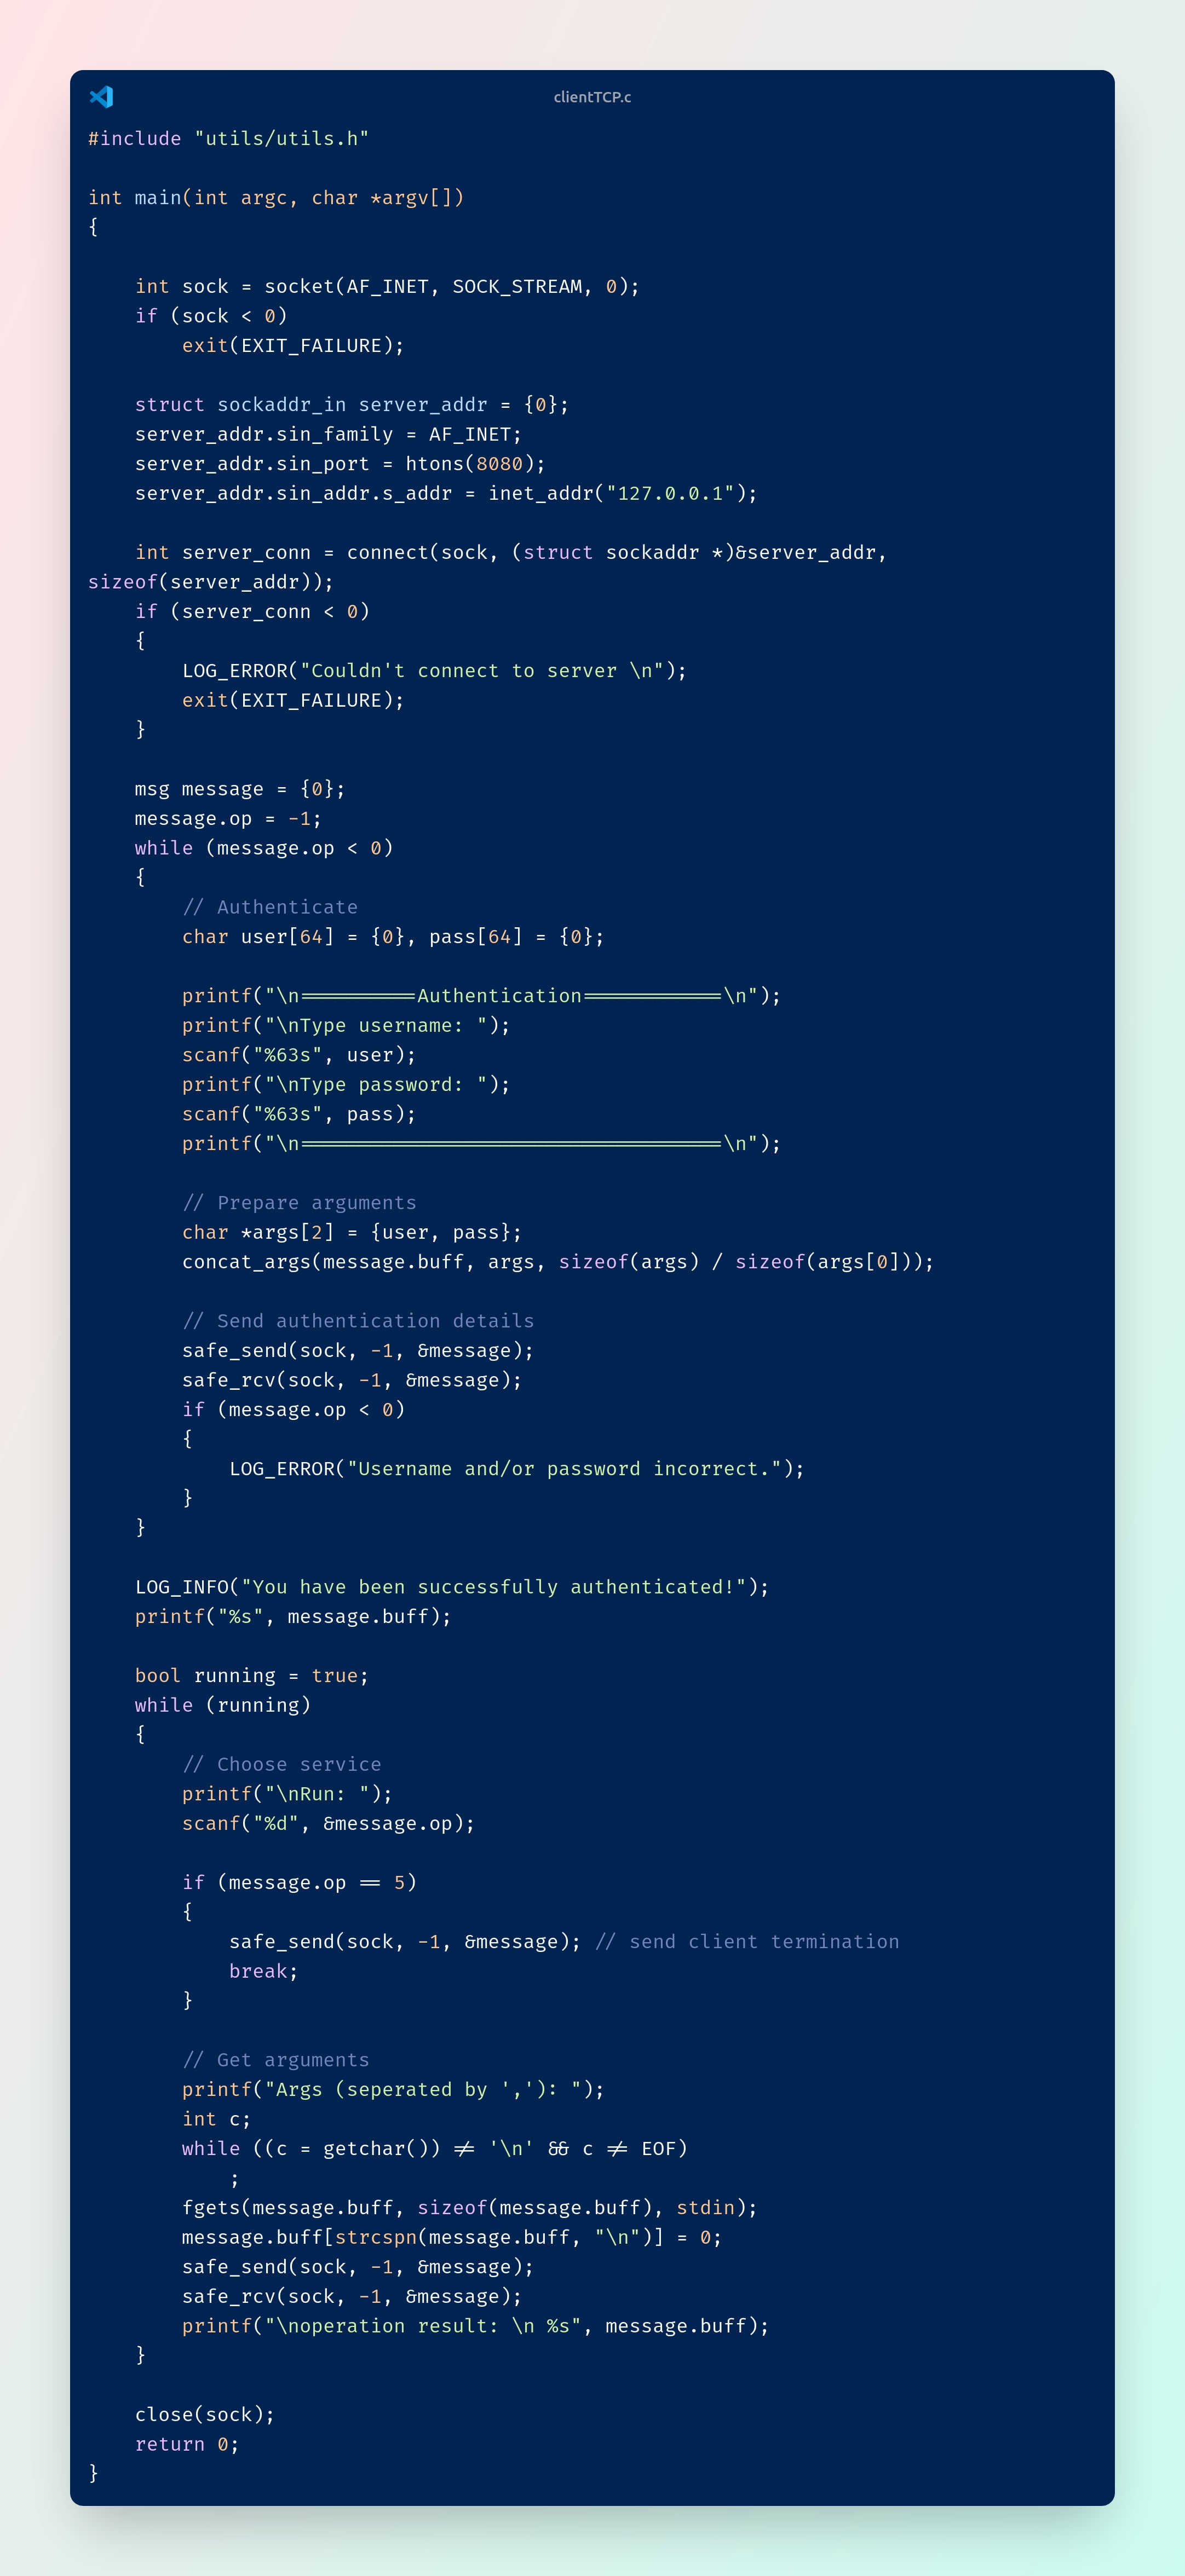 clientTCP.c
#include "utils/utils.h"
int main(int argc, char *argv[])
{
int sock = socket(AF_INET, SOCK_STREAM, 0);
if (sock < 0)
exit(EXIT_FAILURE);
struct sockaddr_in server_addr = {0};
server_addr.sin_family = AF_INET;
server_addr.sin_port = htons(8080);
server_addr.sin_addr.s_addr = inet_addr("127.0.0.1");
int server_conn = connect(sock, (struct sockaddr *)&server_addr,
sizeof(server_addr));
if (server_conn < 0)
{
LOG_ERROR("Couldn't connect to server \n");
exit(EXIT_FAILURE);
}
msg message = {0};
message.op = -1;
while (message.op < 0)
{
// Authenticate
char user[64] = {0}, pass[64] = {0};
printf("\n==========Authentication============\n");
printf("\nType username: ");
scanf("%63s", user);
printf("\nType password: ");
scanf("%63s", pass);
printf("\n====================================\n");
// Prepare arguments
char *args[2] = {user, pass};
concat_args(message.buff, args, sizeof(args) / sizeof(args[0]));
// Send authentication details
safe_send(sock, -1, &message);
safe_rcv(sock, -1, &message);
if (message.op < 0)
{
LOG_ERROR("Username and/or password incorrect.");
}
}
LOG_INFO("You have been successfully authenticated!");
printf("%s", message.buff);
bool running = true;
while (running)
{
// Choose service
printf("\nRun: ");
scanf("%d", &message.op);
if (message.op == 5)
{
safe_send(sock, -1, &message); // send client termination
break;
}
// Get arguments
printf("Args (seperated by ','): ");
int c;
while ((c = getchar()) != '\n' && c != EOF)
;
fgets(message.buff, sizeof(message.buff), stdin);
message.buff[strcspn(message.buff, "\n")] = 0;
safe_send(sock, -1, &message);
safe_rcv(sock, -1, &message);
printf("\noperation result: \n %s", message.buff);
}
close(sock);
return 0;
}